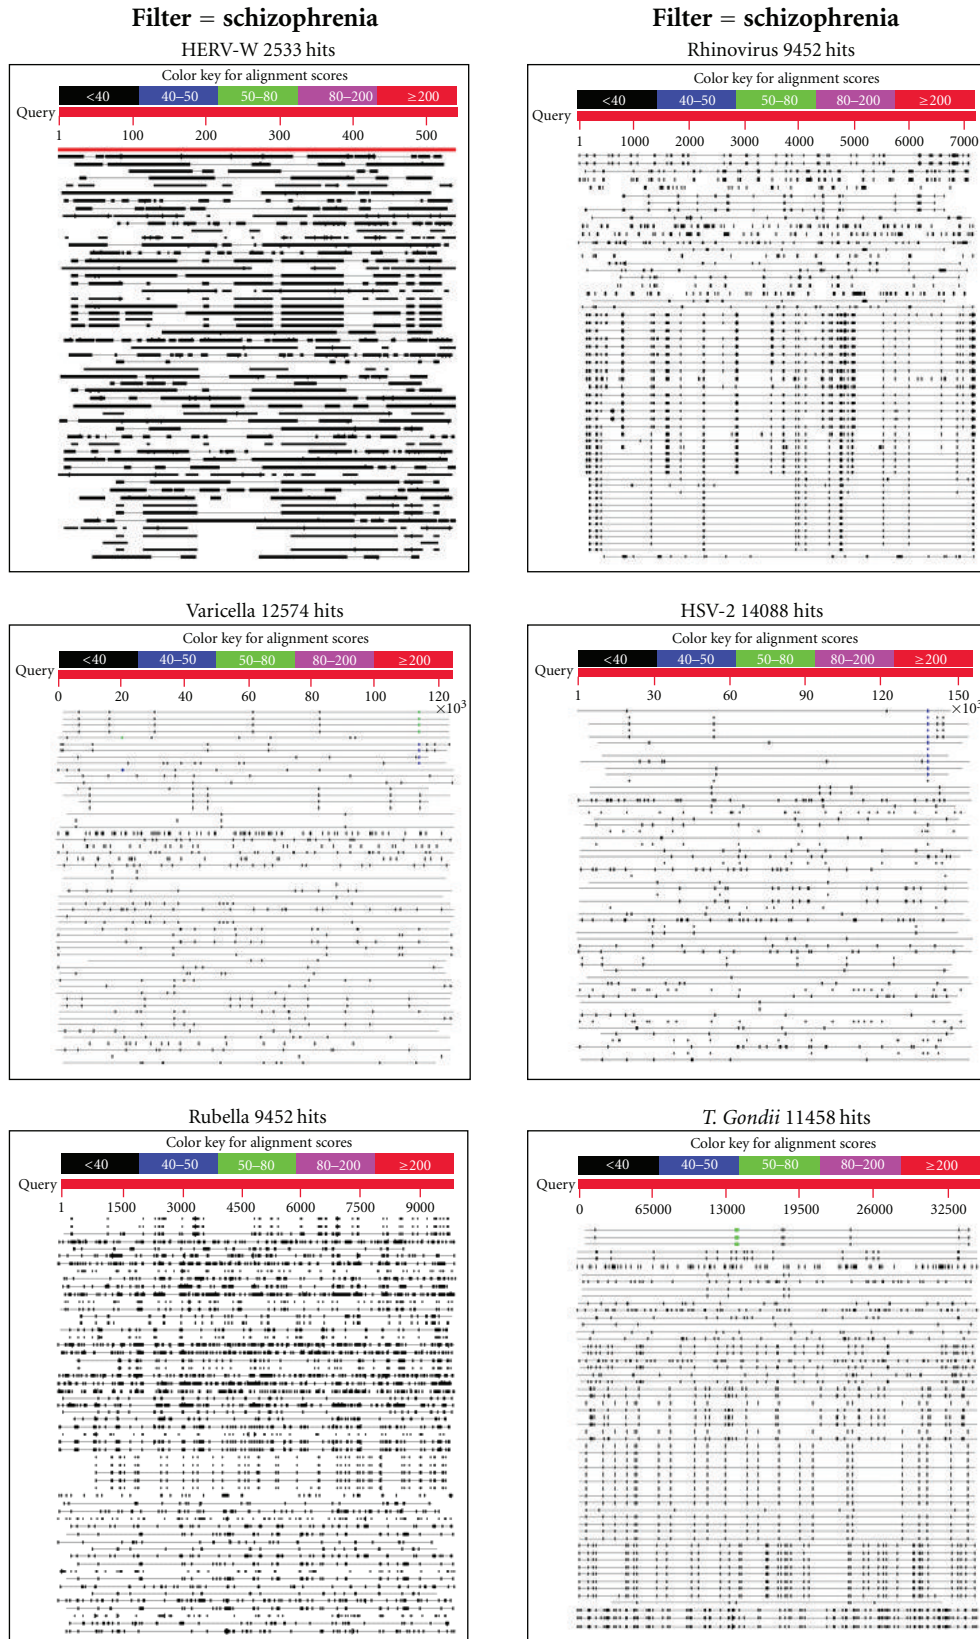 Filter = schizophrenia
HERV-W 2533 hits
Color key for alignment scores
<40 40–50 50–80 80–200 ≥200
Query
1 100 200 300 400 500
Filter = schizophrenia
Rhinovirus 9452 hits
Color key for alignment scores
<40 40–50 50–80 80–200 ≥200
Query
1 1000 2000 3000 4000 5000 6000 7000
Varicella 12574 hits
Color key for alignment scores
<40 40–50 50–80 80–200 ≥200
Query
0 20 40 60 80 100 120
×10³
HSV-2 14088 hits
Color key for alignment scores
<40 40–50 50–80 80–200 ≥200
Query
1 30 60 90 120 150
×10³
Rubella 9452 hits
Color key for alignment scores
<40 40–50 50–80 80–200 ≥200
Query
1 1500 3000 4500 6000 7500 9000
T. Gondii 11458 hits
Color key for alignment scores
<40 40–50 50–80 80–200 ≥200
Query
0 65000 13000 19500 26000 32500